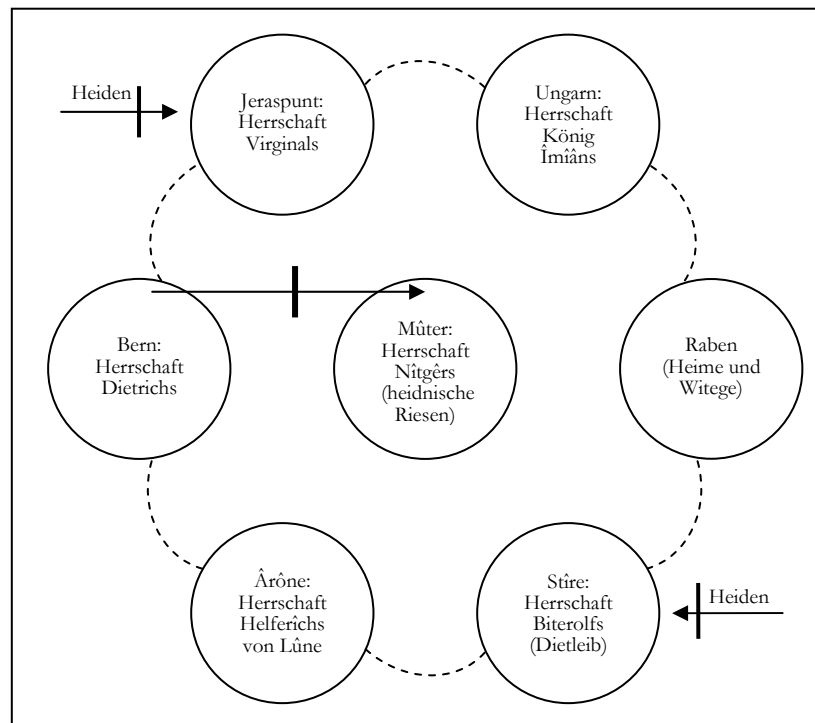 Heiden
Jeraspunt:
Herrschaft
Virginals
Ungarn:
Herrschaft
König
Îmîâns
Bern:
Herrschaft
Dietrichs
Mûter:
Herrschaft
Nîtgêrs
(heidnische
Riesen)
Raben
(Heime und
Witege)
Ârône:
Herrschaft
Helferîchs
von Lûne
Stîre:
Herrschaft
Biterolfs
(Dietleib)
Heiden